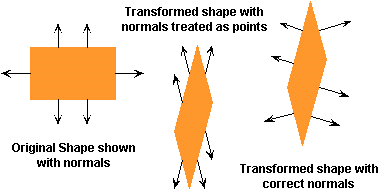 Transformed shape with
normals treated as points
Original Shape shown
with normals
Transformed shape with
correct normals